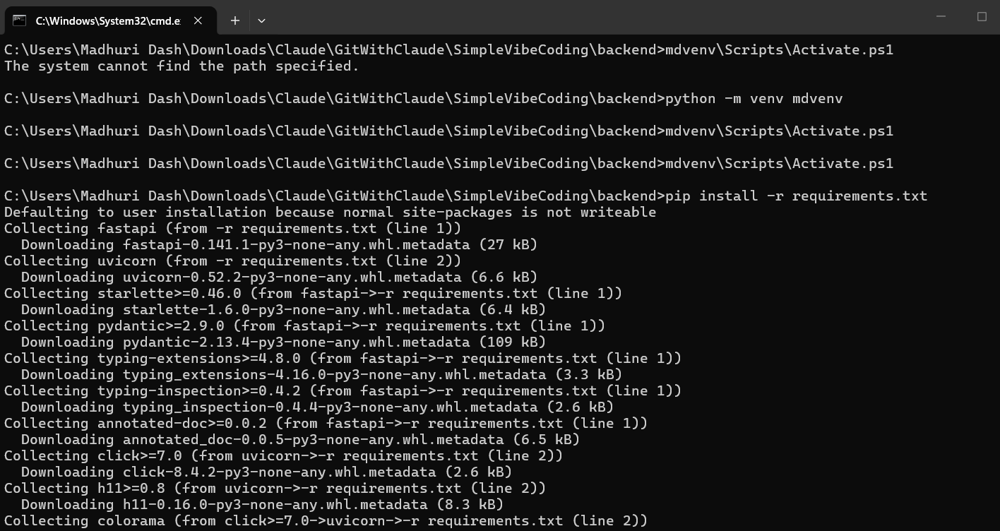 C:\Windows\System32\cmd.e
C:\Users\Madhuri Dash\Downloads\Claude\GitWithClaude\SimpleVibeCoding\backend>mdvenv\Scripts\Activate.ps1
The system cannot find the path specified.
C:\Users\Madhuri Dash\Downloads\Claude\GitWithClaude\SimpleVibeCoding\backend>python -m venv mdvenv
C:\Users\Madhuri Dash\Downloads\Claude\GitWithClaude\SimpleVibeCoding\backend>mdvenv\Scripts\Activate.ps1
C:\Users\Madhuri Dash\Downloads\Claude\GitWithClaude\SimpleVibeCoding\backend>mdvenv\Scripts\Activate.ps1
C:\Users\Madhuri Dash\Downloads\Claude\GitWithClaude\SimpleVibeCoding\backend>pip install -r requirements.txt
Defaulting to user installation because normal site-packages is not writeable
Collecting fastapi (from -r requirements.txt (line 1))
  Downloading fastapi-0.141.1-py3-none-any.whl.metadata (27 kB)
Collecting uvicorn (from -r requirements.txt (line 2))
  Downloading uvicorn-0.52.2-py3-none-any.whl.metadata (6.6 kB)
Collecting starlette>=0.46.0 (from fastapi->-r requirements.txt (line 1))
  Downloading starlette-1.6.0-py3-none-any.whl.metadata (6.4 kB)
Collecting pydantic>=2.9.0 (from fastapi->-r requirements.txt (line 1))
  Downloading pydantic-2.13.4-py3-none-any.whl.metadata (109 kB)
Collecting typing-extensions>=4.8.0 (from fastapi->-r requirements.txt (line 1))
  Downloading typing_extensions-4.16.0-py3-none-any.whl.metadata (3.3 kB)
Collecting typing-inspection>=0.4.2 (from fastapi->-r requirements.txt (line 1))
  Downloading typing_inspection-0.4.4-py3-none-any.whl.metadata (2.6 kB)
Collecting annotated-doc>=0.0.2 (from fastapi->-r requirements.txt (line 1))
  Downloading annotated_doc-0.0.5-py3-none-any.whl.metadata (6.5 kB)
Collecting click>=7.0 (from uvicorn->-r requirements.txt (line 2))
  Downloading click-8.4.2-py3-none-any.whl.metadata (2.6 kB)
Collecting h11>=0.8 (from uvicorn->-r requirements.txt (line 2))
  Downloading h11-0.16.0-py3-none-any.whl.metadata (8.3 kB)
Collecting colorama (from click>=7.0->uvicorn->-r requirements.txt (line 2))